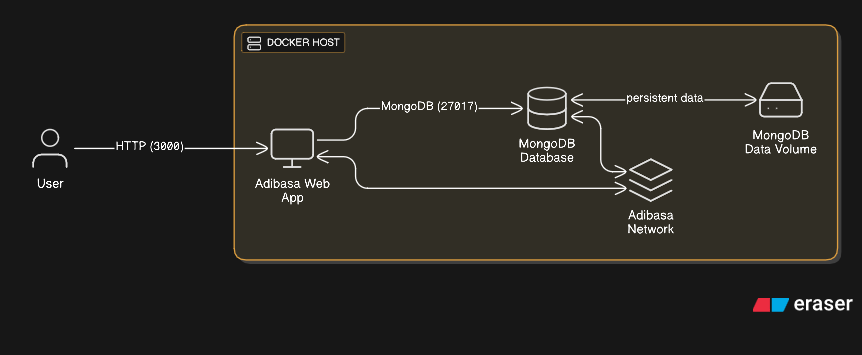 DOCKER HOST
HTTP (3000)
User
Adibasa Web
App
MongoDB (27017)
MongoDB
Database
persistent data
MongoDB
Data Volume
Adibasa
Network
eraser